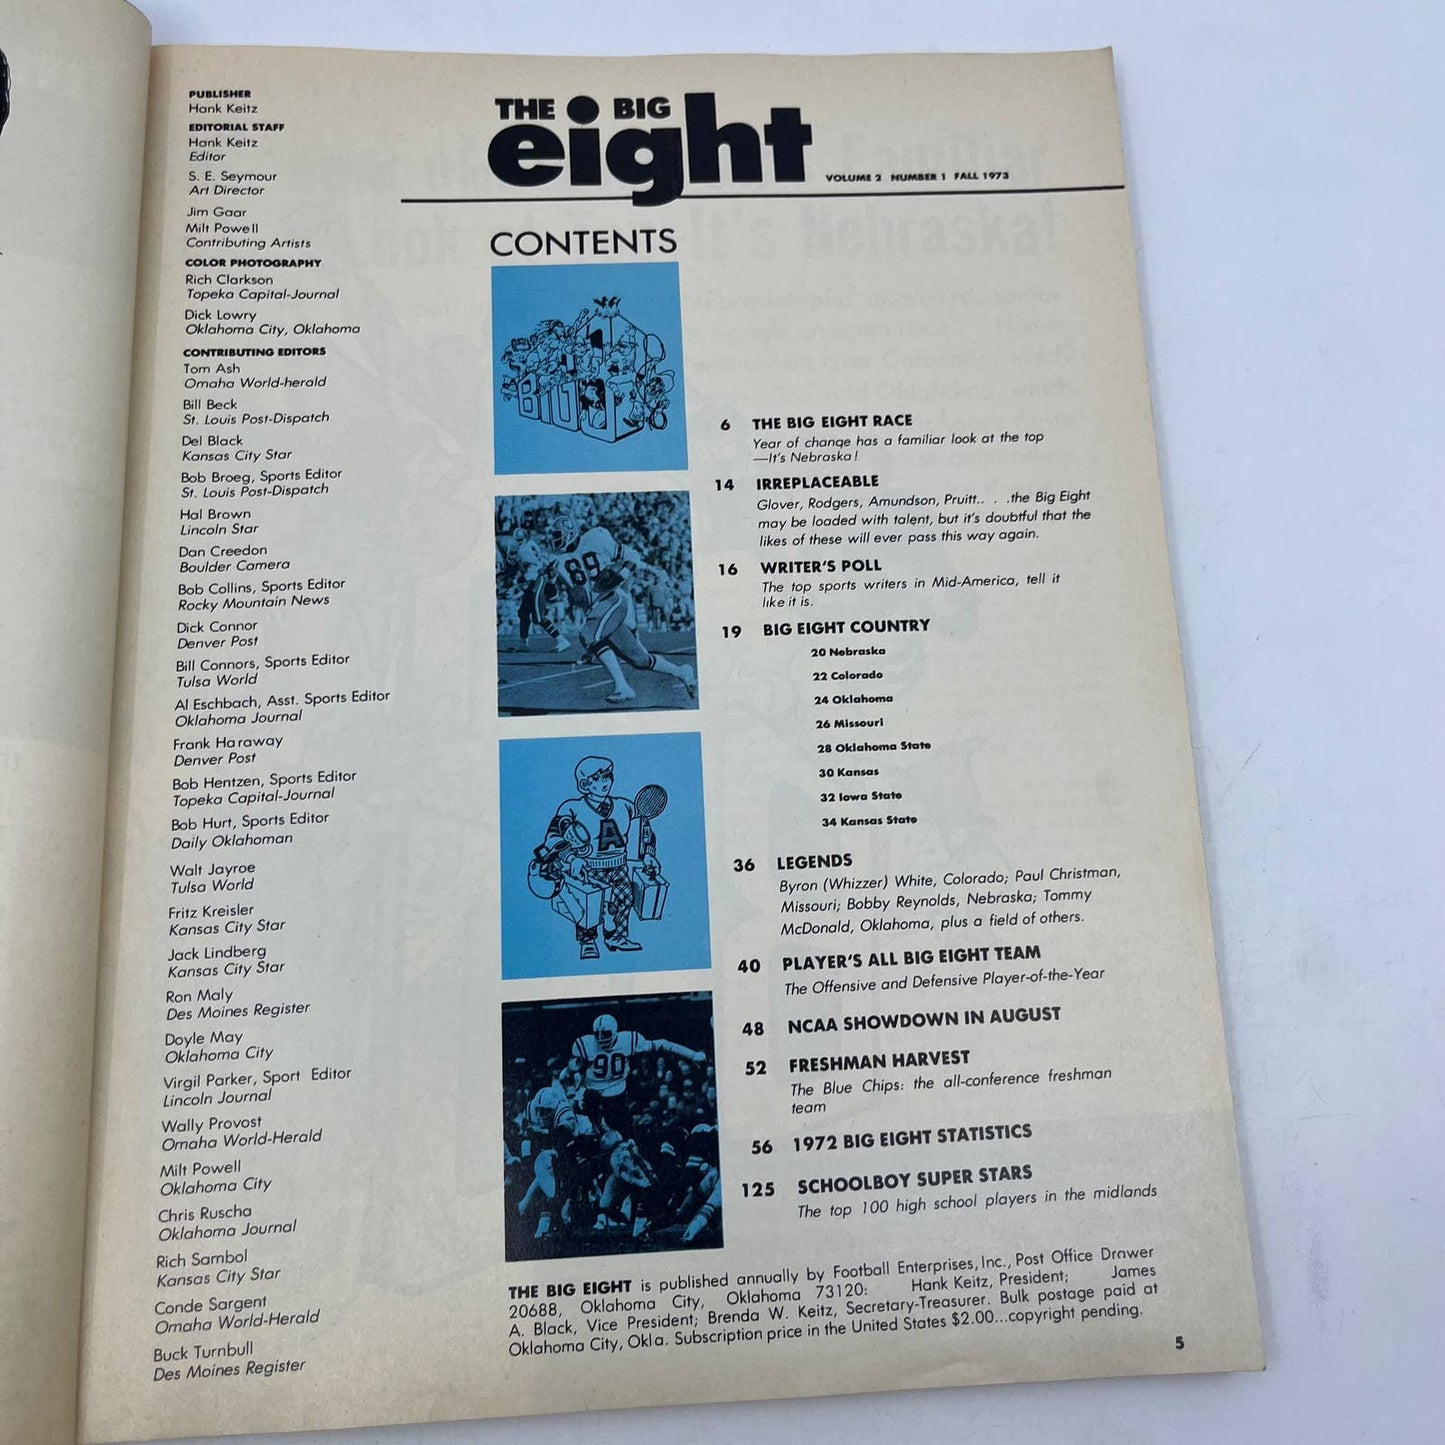 PUBLISHER
Hank Keitz
EDITORIAL STAFF
Hank Keitz
Editor
S. E. Seymour
Art Director
Jim Gaar
Milt Powell
Contributing Artists
COLOR PHOTOGRAPHY
Rich Clarkson
Topeka Capital-Journal
Dick Lowry
Oklahoma City, Oklahoma
CONTRIBUTING EDITORS
Tom Ash
Omaha World-herald
Bill Beck
St. Louis Post-Dispatch
Del Black
Kansas City Star
Bob Broeg, Sports Editor
St. Louis Post-Dispatch
Hal Brown
Lincoln Star
Dan Creedon
Boulder Camera
Bob Collins, Sports Editor
Rocky Mountain News
Dick Connor
Denver Post
Bill Connors, Sports Editor
Tulsa World
Al Eschbach, Asst. Sports Editor
Oklahoma Journal
Frank Haraway
Denver Post
Bob Hentzen, Sports Editor
Topeka Capital-Journal
Bob Hurt, Sports Editor
Daily Oklahoman
Walt Jayroe
Tulsa World
Fritz Kreisler
Kansas City Star
Jack Lindberg
Kansas City Star
Ron Maly
Des Moines Register
Doyle May
Oklahoma City
Virgil Parker, Sport Editor
Lincoln Journal
Wally Provost
Omaha World-Herald
Milt Powell
Oklahoma City
Chris Ruscha
Oklahoma Journal
Rich Sambol
Kansas City Star
Conde Sargent
Omaha World-Herald
Buck Turnbull
Des Moines Register
THE BIG
eight
VOLUME 2 NUMBER 1 FALL 1973
CONTENTS
BIG
89
A
90
6 THE BIG EIGHT RACE
Year of change has a familiar look at the top
—It's Nebraska!
14 IRREPLACEABLE
Glover, Rodgers, Amundson, Pruitt.. . .the Big Eight
may be loaded with talent, but it's doubtful that the
likes of these will ever pass this way again.
16 WRITER'S POLL
The top sports writers in Mid-America, tell it
like it is.
19 BIG EIGHT COUNTRY
20 Nebraska
22 Colorado
24 Oklahoma
26 Missouri
28 Oklahoma State
30 Kansas
32 Iowa State
34 Kansas State
36 LEGENDS
Byron (Whizzer) White, Colorado; Paul Christman,
Missouri; Bobby Reynolds, Nebraska; Tommy
McDonald, Oklahoma, plus a field of others.
40 PLAYER'S ALL BIG EIGHT TEAM
The Offensive and Defensive Player-of-the-Year
48 NCAA SHOWDOWN IN AUGUST
52 FRESHMAN HARVEST
The Blue Chips: the all-conference freshman
team
56 1972 BIG EIGHT STATISTICS
125 SCHOOLBOY SUPER STARS
The top 100 high school players in the midlands
THE BIG EIGHT is published annually by Football Enterprises, Inc., Post Office Drawer
20688, Oklahoma City, Oklahoma 73120: Hank Keitz, President; James
A. Black, Vice President; Brenda W. Keitz, Secretary-Treasurer. Bulk postage paid at
Oklahoma City, Okla. Subscription price in the United States $2.00...copyright pending.
5